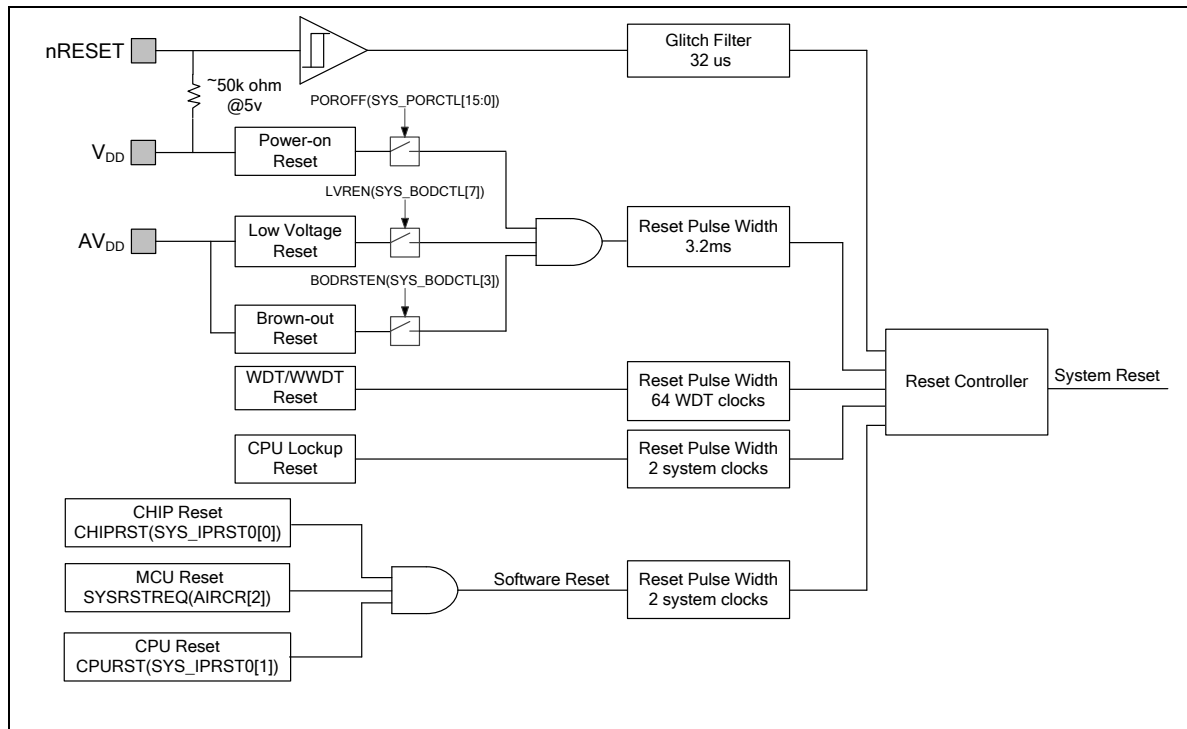 nRESET
~50k ohm
@5v
Glitch Filter
32 us
POROFF(SYS_PORCTL[15:0])
VDD
Power-on
Reset
LVREN(SYS_BODCTL[7])
AVDD
Low Voltage
Reset
Reset Pulse Width
3.2ms
BODRSTEN(SYS_BODCTL[3])
Brown-out
Reset
WDT/WWDT
Reset
Reset Pulse Width
64 WDT clocks
Reset Controller
System Reset
CPU Lockup
Reset
Reset Pulse Width
2 system clocks
CHIP Reset
CHIPRST(SYS_IPRST0[0])
MCU Reset
SYSRSTREQ(AIRCR[2])
Software Reset
Reset Pulse Width
2 system clocks
CPU Reset
CPURST(SYS_IPRST0[1])